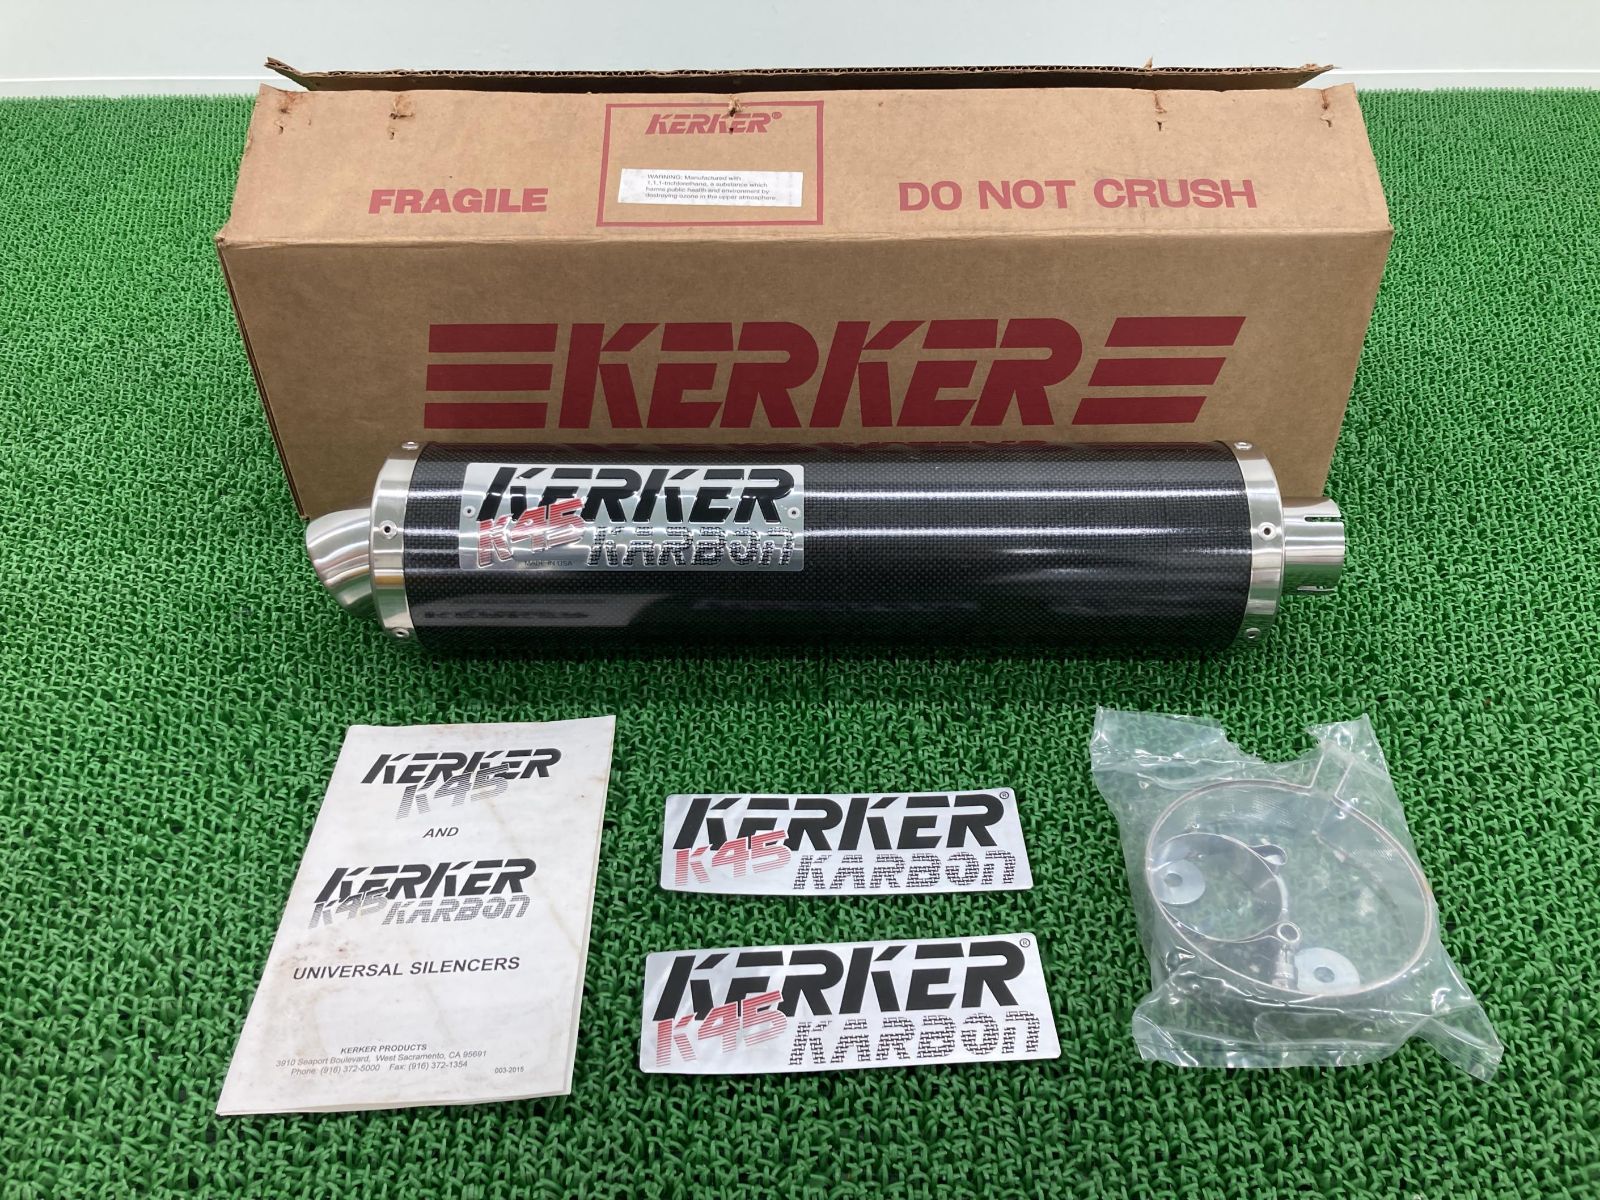 KERKER®
WARNING: Manufactured with
1,1,1-trichlorethane, a substance which
harms public health and environment by
destroying ozone in the upper atmosphere.
FRAGILE
DO NOT CRUSH
KERKER
KERKER
K45 KARBON
MADE IN USA
KERKER
K45
AND
KERKER
K45 KARBON
UNIVERSAL SILENCERS
KERKER PRODUCTS
3910 Seaport Boulevard, West Sacramento, CA 95691
Phone: (916) 372-5000 Fax: (916) 372-1354
003-2015
KERKER®
K45 KARBON
KERKER®
K45 KARBON